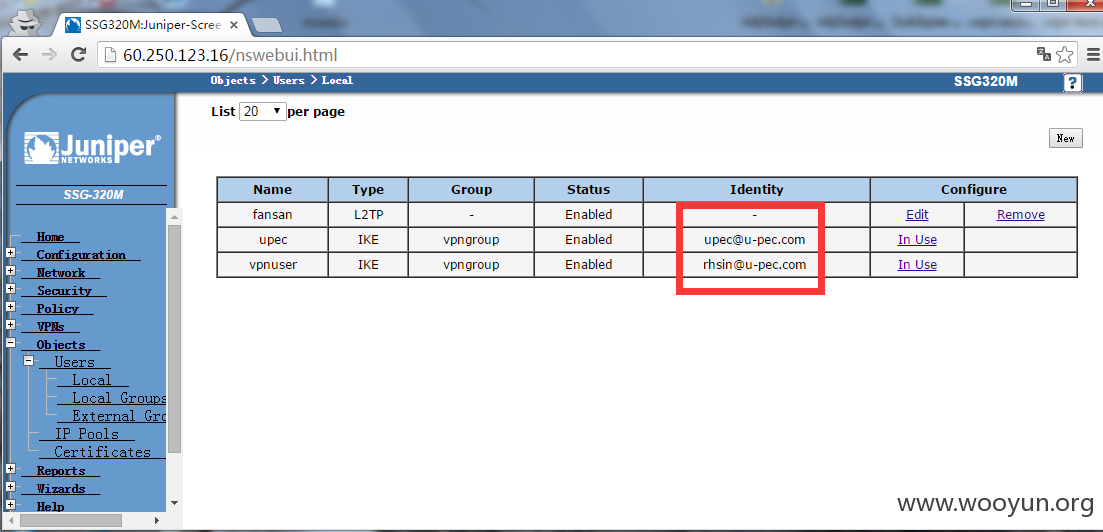 SSG320M:Juniper-Scree
60.250.123.16/nswebui.html
Objects > Users > Local
SSG320M
?
List 20 per page
Juniper®
NETWORKS
New
SSG-320M
Name Type Group Status Identity Configure
fansan L2TP - Enabled - Edit Remove
upec IKE vpngroup Enabled upec@u-pec.com In Use
vpnuser IKE vpngroup Enabled rhsin@u-pec.com In Use
Home
Configuration
Network
Security
Policy
VPNs
Objects
Users
Local
Local Groups
External Gro
IP Pools
Certificates
Reports
Wizards
Help
www.wooyun.org